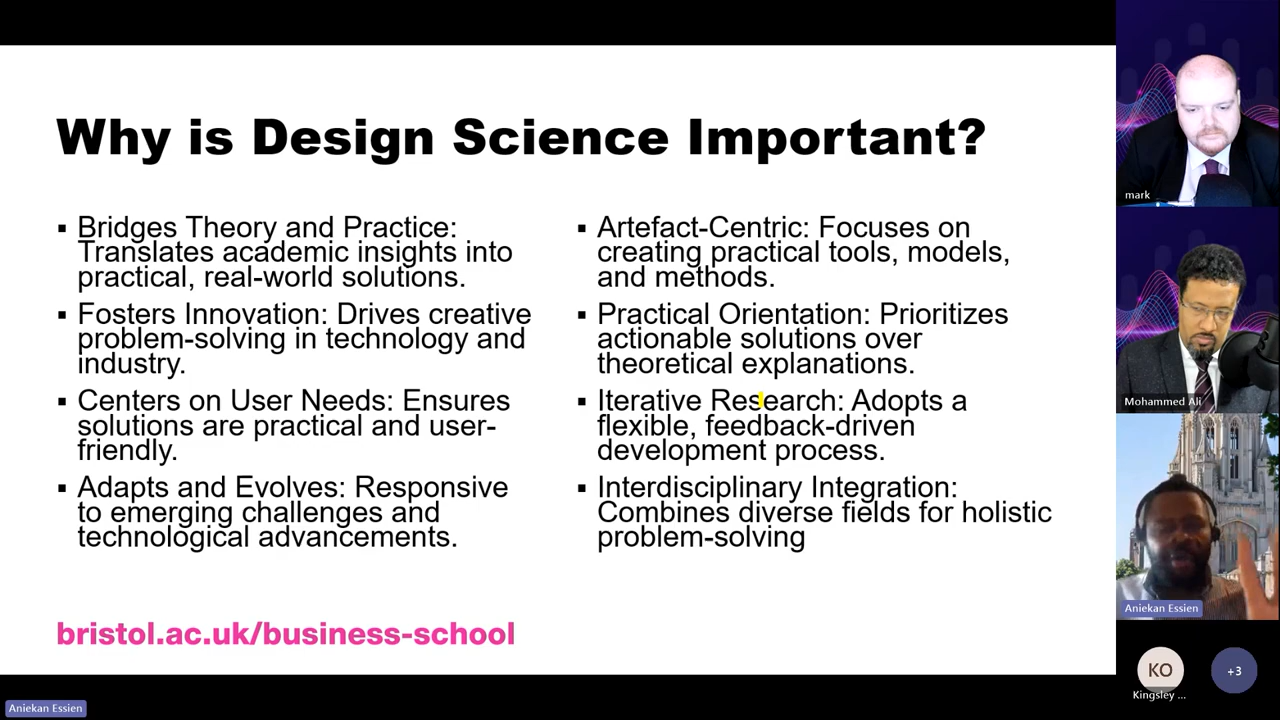 Why is Design Science Important?
▪ Bridges Theory and Practice:
Translates academic insights into
practical, real-world solutions.
▪ Fosters Innovation: Drives creative
problem-solving in technology and
industry.
▪ Centers on User Needs: Ensures
solutions are practical and user-
friendly.
▪ Adapts and Evolves: Responsive
to emerging challenges and
technological advancements.
▪ Artefact-Centric: Focuses on
creating practical tools, models,
and methods.
▪ Practical Orientation: Prioritizes
actionable solutions over
theoretical explanations.
▪ Iterative Research: Adopts a
flexible, feedback-driven
development process.
▪ Interdisciplinary Integration:
Combines diverse fields for holistic
problem-solving
bristol.ac.uk/business-school
Aniekan Essien
mark
Mohammed Ali
Aniekan Essien
KO
Kingsley ...
+3